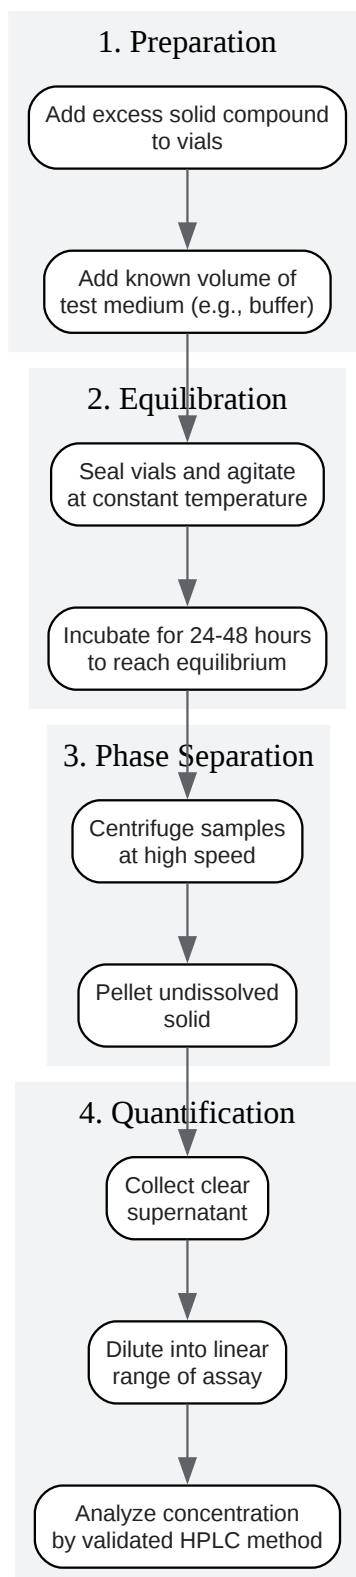 1. Preparation
Add excess solid compound
to vials
Add known volume of
test medium (e.g., buffer)
2. Equilibration
Seal vials and agitate
at constant temperature
Incubate for 24-48 hours
to reach equilibrium
3. Phase Separation
Centrifuge samples
at high speed
Pellet undissolved
solid
4. Quantification
Collect clear
supernatant
Dilute into linear
range of assay
Analyze concentration
by validated HPLC method